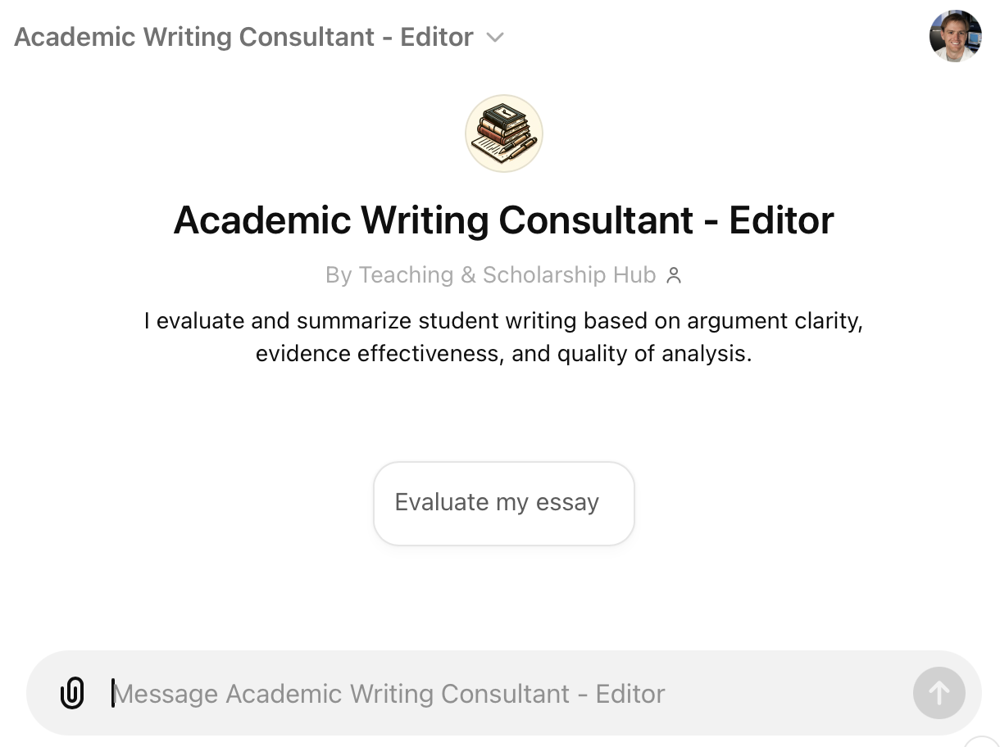 Academic Writing Consultant - Editor
Academic Writing Consultant - Editor
By Teaching & Scholarship Hub
I evaluate and summarize student writing based on argument clarity,
evidence effectiveness, and quality of analysis.
Evaluate my essay
Message Academic Writing Consultant - Editor